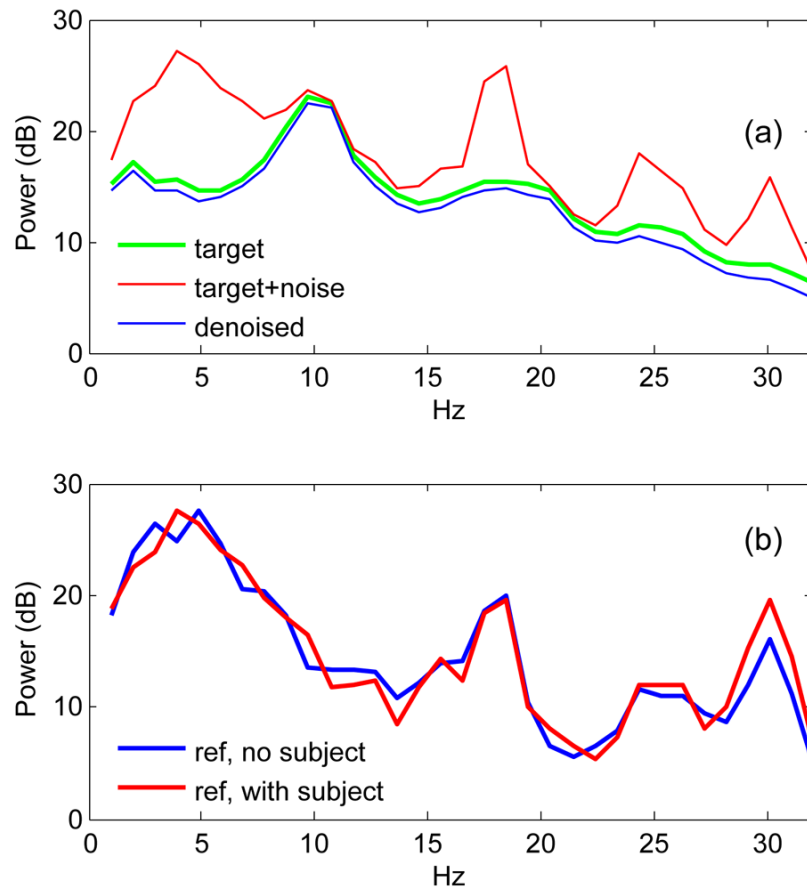 30
20
10
0
Power (dB)
(a)
target
target+noise
denoised
0 5 10 15 20 25 30
Hz
30
20
10
0
Power (dB)
(b)
ref, no subject
ref, with subject
0 5 10 15 20 25 30
Hz